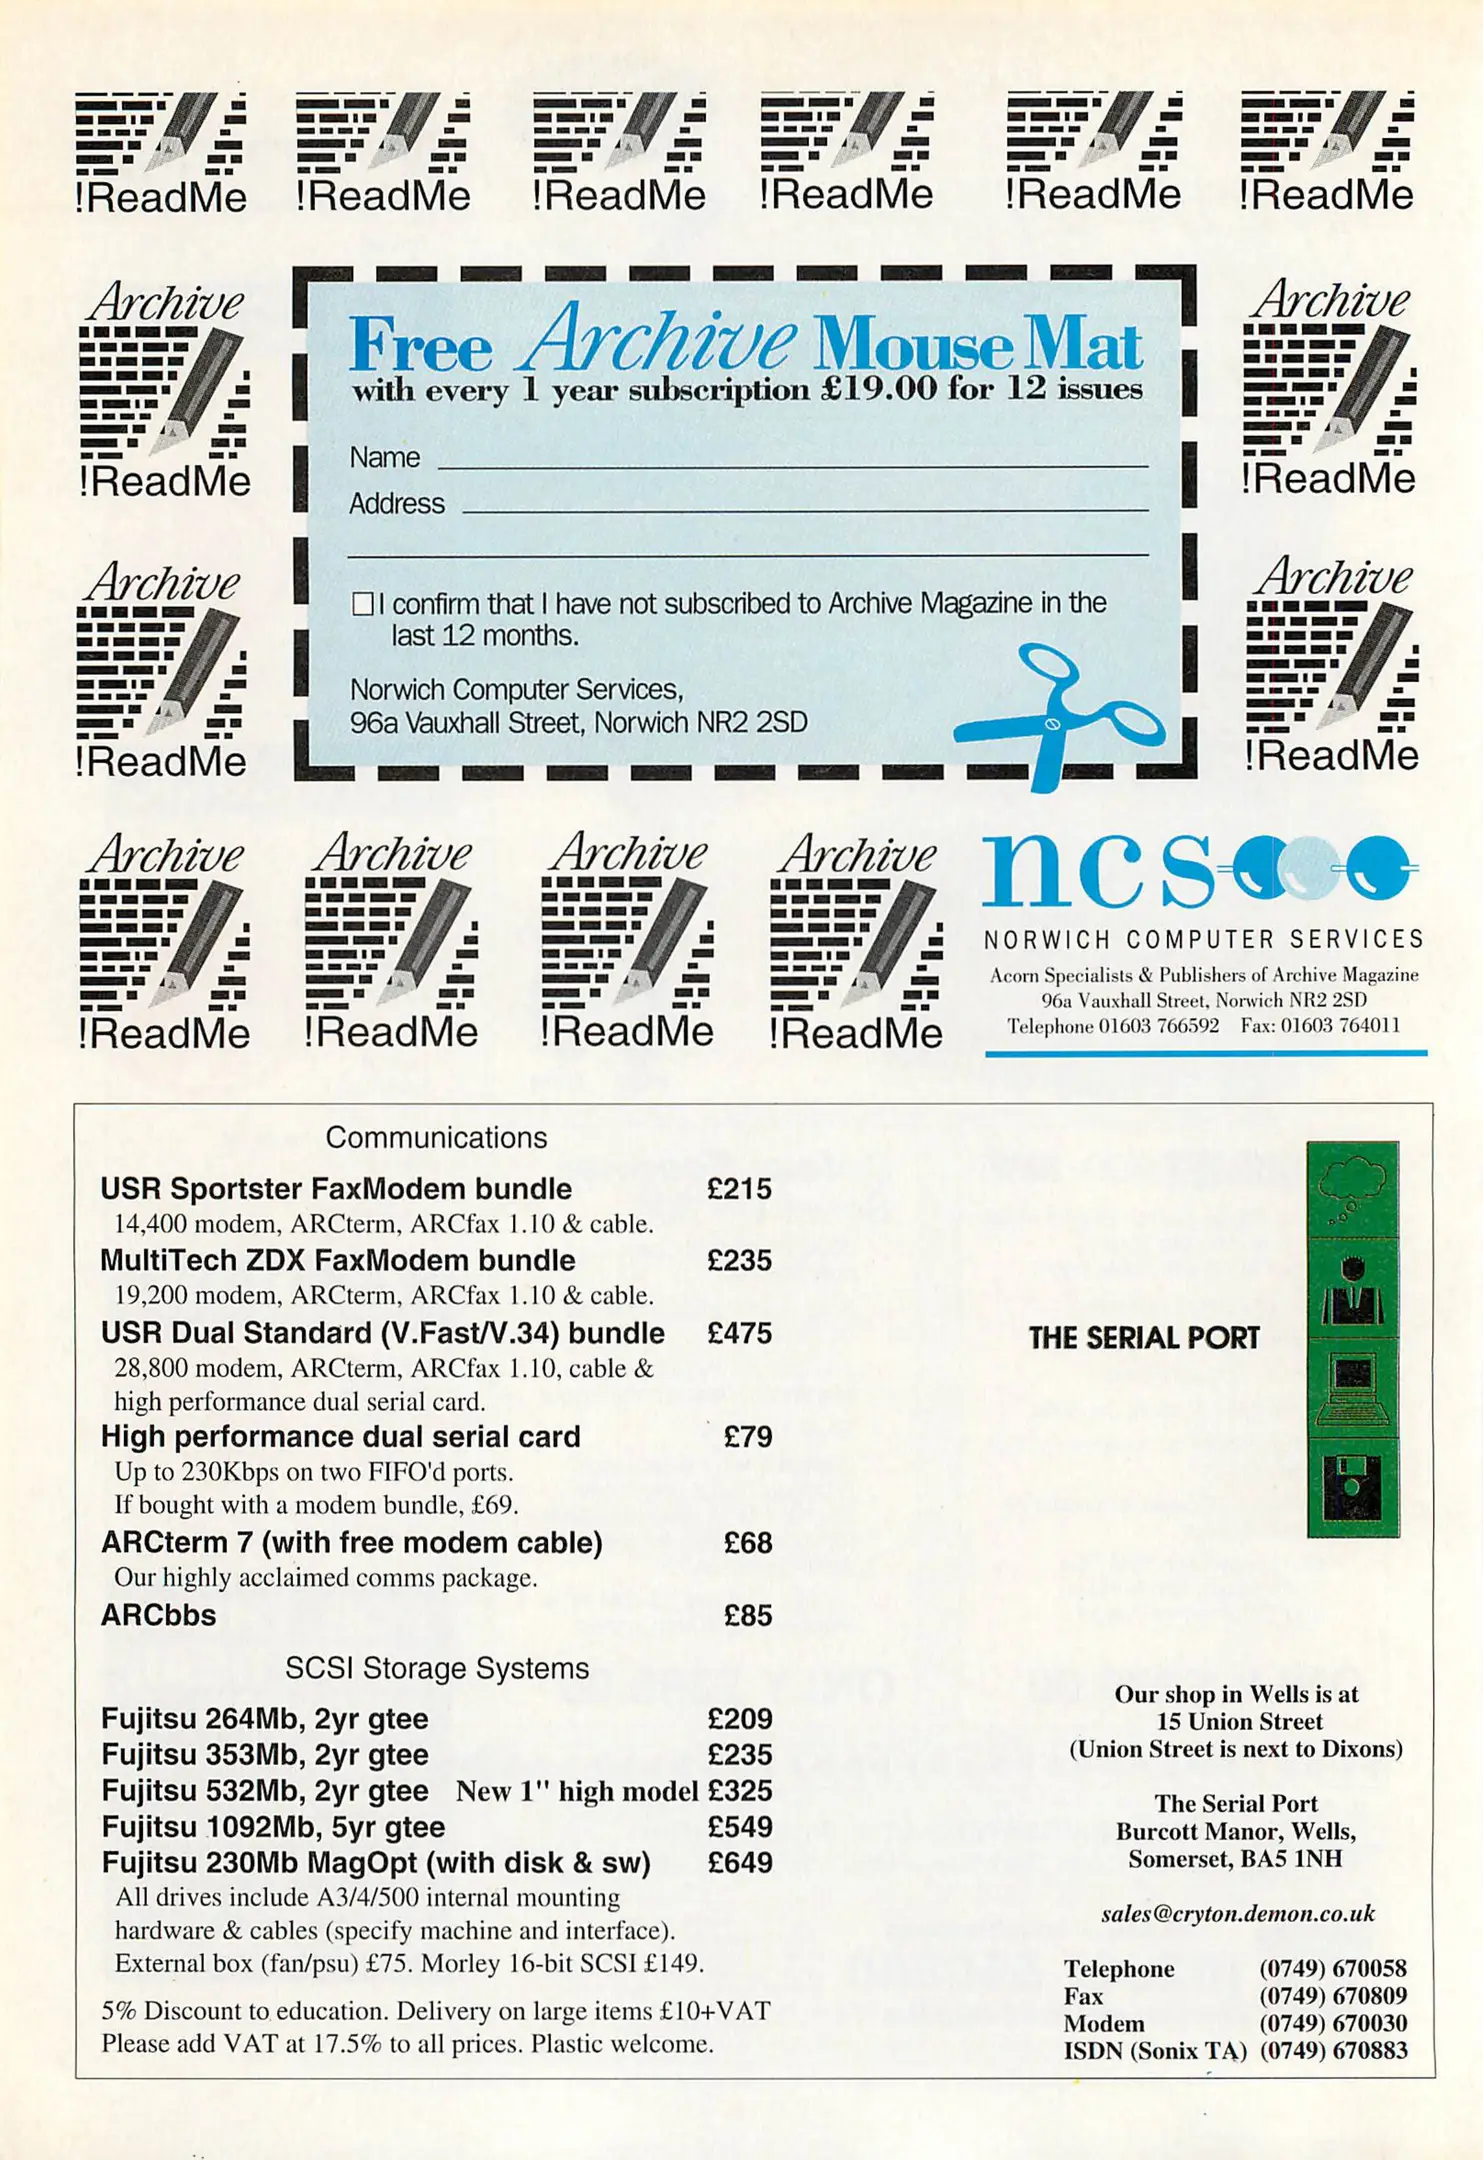 !ReadMe !ReadMe !ReadMe !ReadMe !ReadMe !ReadMe
Archive
!ReadMe
Archive
!ReadMe
Free Archive Mouse Mat
with every 1 year subscription £19.00 for 12 issues
Name
Address
I confirm that I have not subscribed to Archive Magazine in the
last 12 months.
Norwich Computer Services,
96a Vauxhall Street, Norwich NR2 2SD
Archive
!ReadMe
Archive
!ReadMe
Archive Archive Archive Archive
!ReadMe !ReadMe !ReadMe !ReadMe
ncs
NORWICH COMPUTER SERVICES
Acorn Specialists & Publishers of Archive Magazine
96a Vauxhall Street, Norwich NR2 2SD
Telephone 01603 766592 Fax: 01603 764011
Communications
USR Sportster FaxModem bundle £215
14,400 modem, ARCterm, ARCfax 1.10 & cable.
MultiTech ZDX FaxModem bundle £235
19,200 modem, ARCterm, ARCfax 1.10 & cable.
USR Dual Standard (V.Fast/V.34) bundle £475
28,800 modem, ARCterm, ARCfax 1.10, cable &
high performance dual serial card.
High performance dual serial card £79
Up to 230Kbps on two FIFO'd ports.
If bought with a modem bundle, £69.
ARCterm 7 (with free modem cable) £68
Our highly acclaimed comms package.
ARCbbs £85
SCSI Storage Systems
Fujitsu 264Mb, 2yr gtee £209
Fujitsu 353Mb, 2yr gtee £235
Fujitsu 532Mb, 2yr gtee New 1" high model £325
Fujitsu 1092Mb, 5yr gtee £549
Fujitsu 230Mb MagOpt (with disk & sw) £649
All drives include A3/4/500 internal mounting
hardware & cables (specify machine and interface).
External box (fan/psu) £75. Morley 16-bit SCSI £149.
5% Discount to education. Delivery on large items £10+VAT
Please add VAT at 17.5% to all prices. Plastic welcome.
THE SERIAL PORT
Our shop in Wells is at
15 Union Street
(Union Street is next to Dixons)
The Serial Port
Burcott Manor, Wells,
Somerset, BA5 1NH
sales@cryton.demon.co.uk
Telephone (0749) 670058
Fax (0749) 670809
Modem (0749) 670030
ISDN (Sonix TA) (0749) 670883